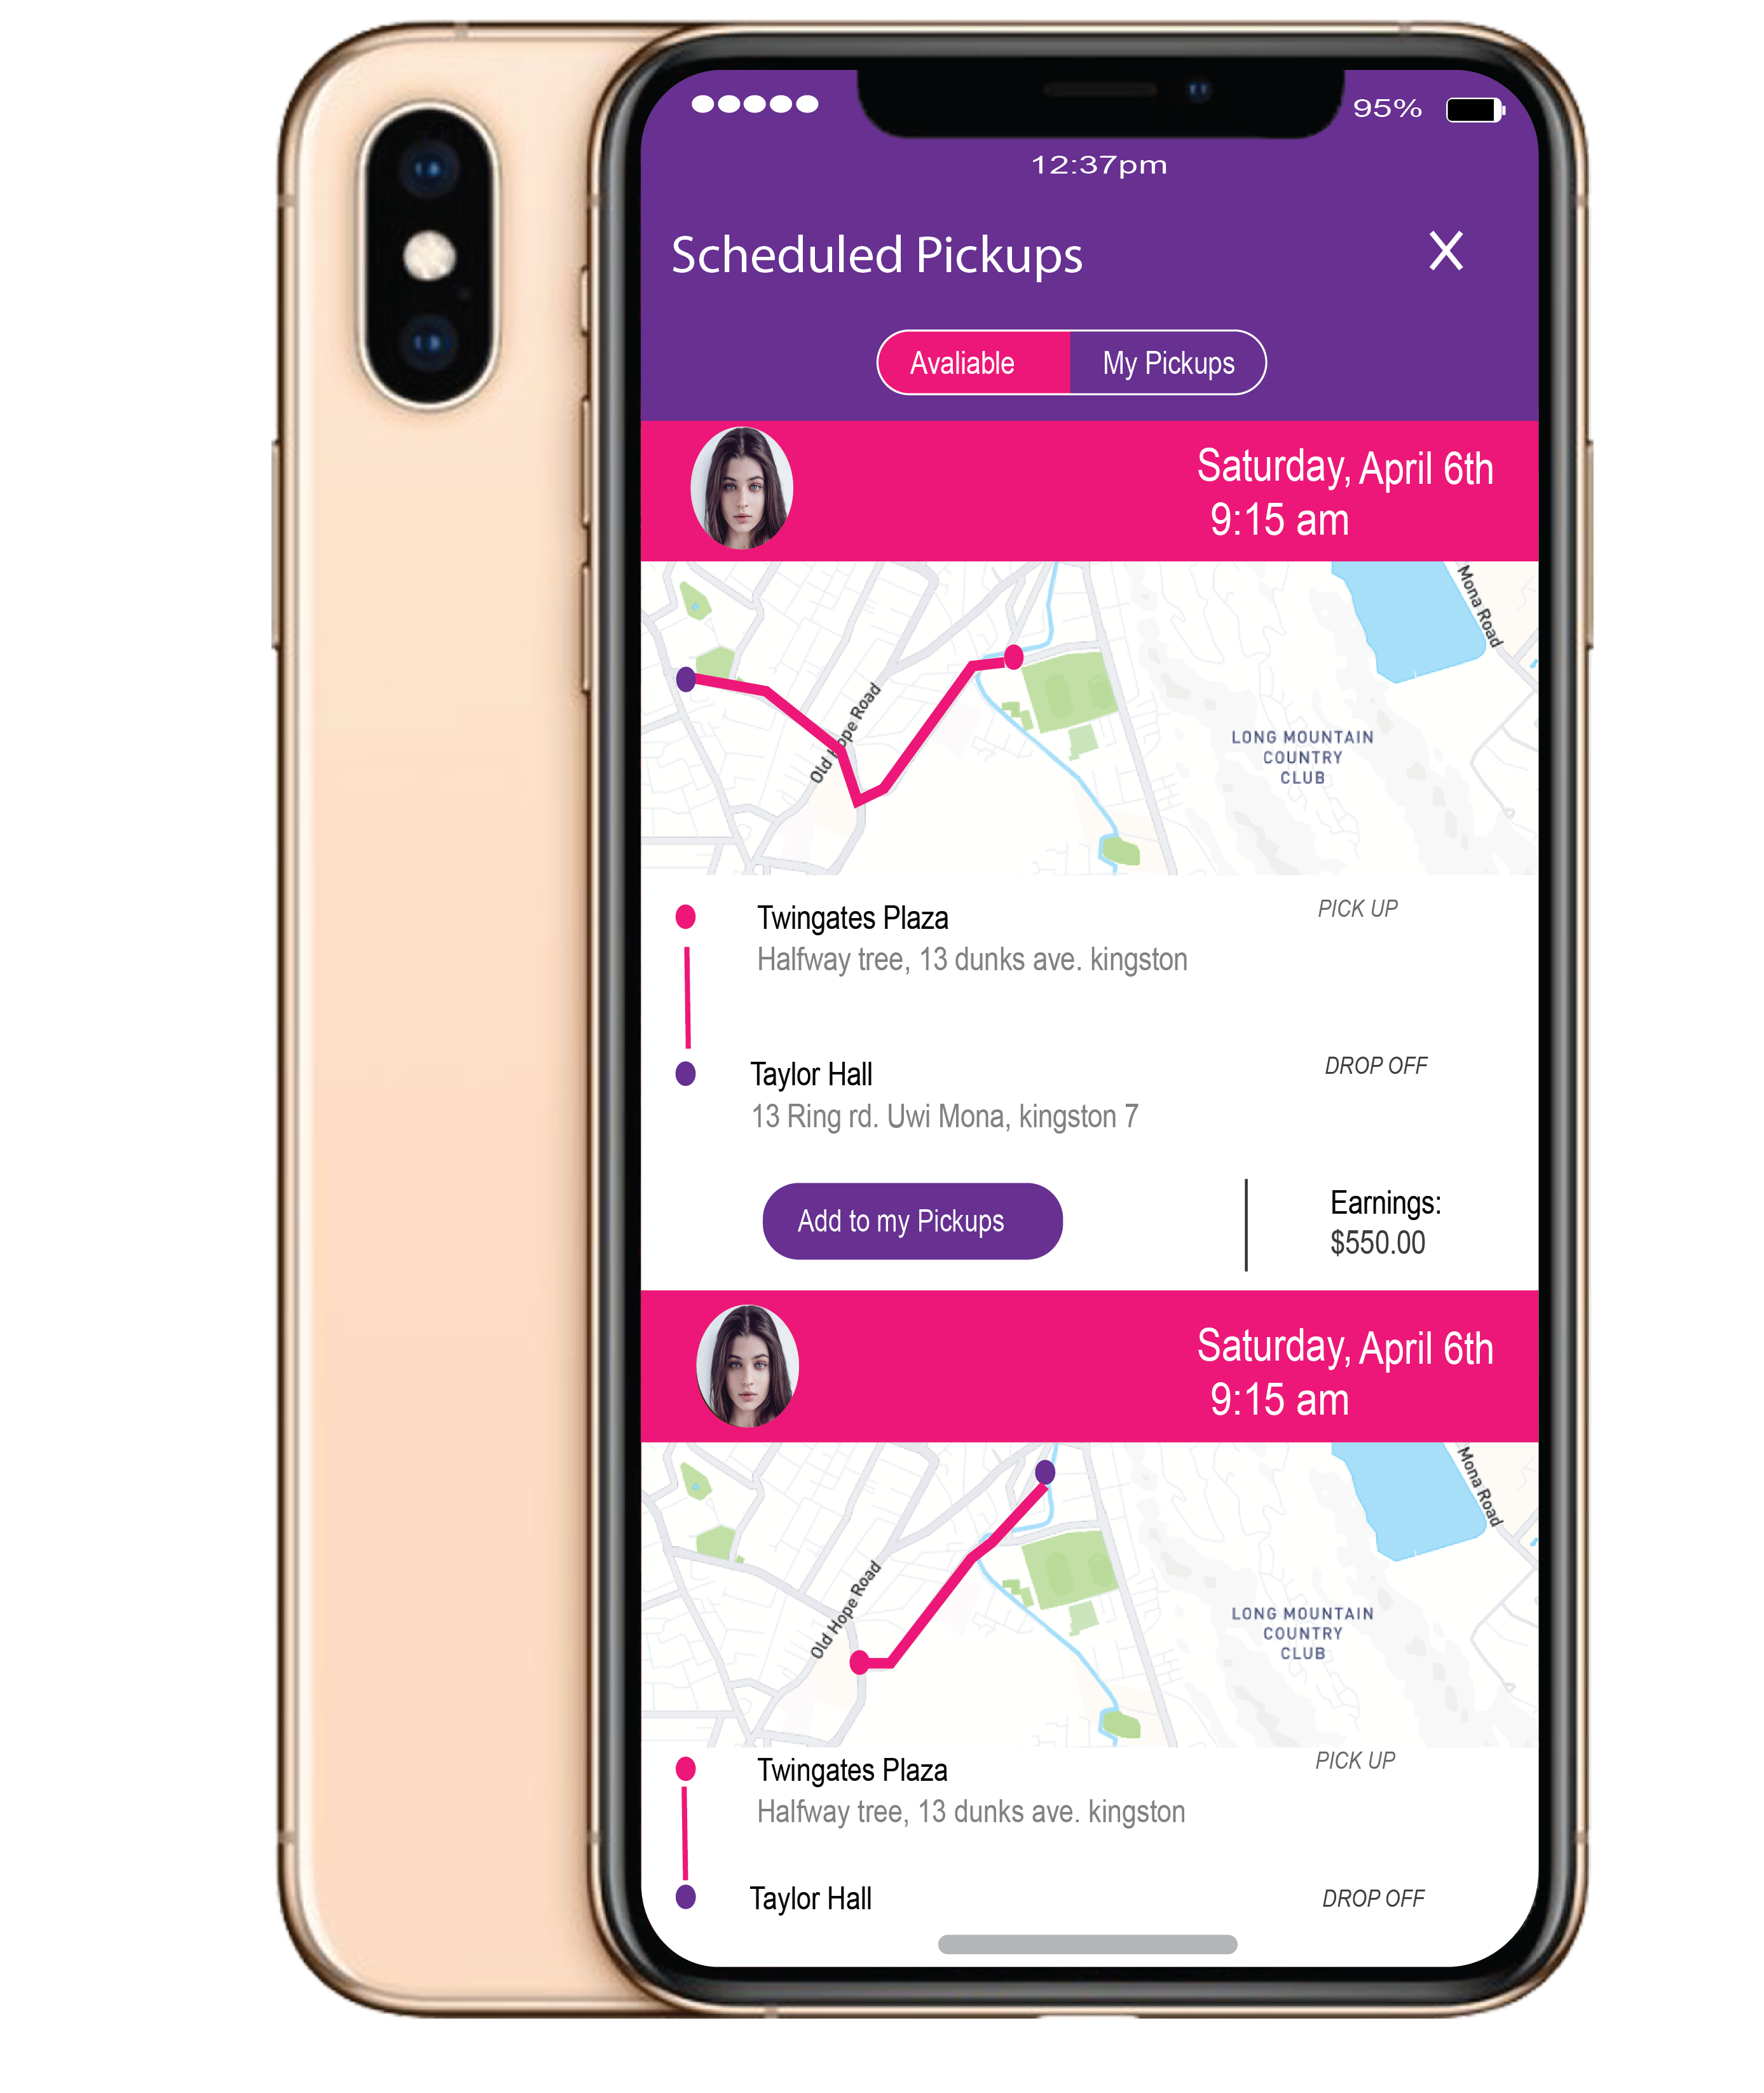 95%
12:37pm
Scheduled Pickups
X
Avaliable
My Pickups
Saturday, April 6th
9:15 am
Mona Road
Old Hope Road
LONG MOUNTAIN
COUNTRY
CLUB
Twingates Plaza
PICK UP
Halfway tree, 13 dunks ave. kingston
Taylor Hall
DROP OFF
13 Ring rd. Uwi Mona, kingston 7
Add to my Pickups
Earnings:
$550.00
Saturday, April 6th
9:15 am
Mona Road
Old Hope Road
LONG MOUNTAIN
COUNTRY
CLUB
Twingates Plaza
PICK UP
Halfway tree, 13 dunks ave. kingston
Taylor Hall
DROP OFF